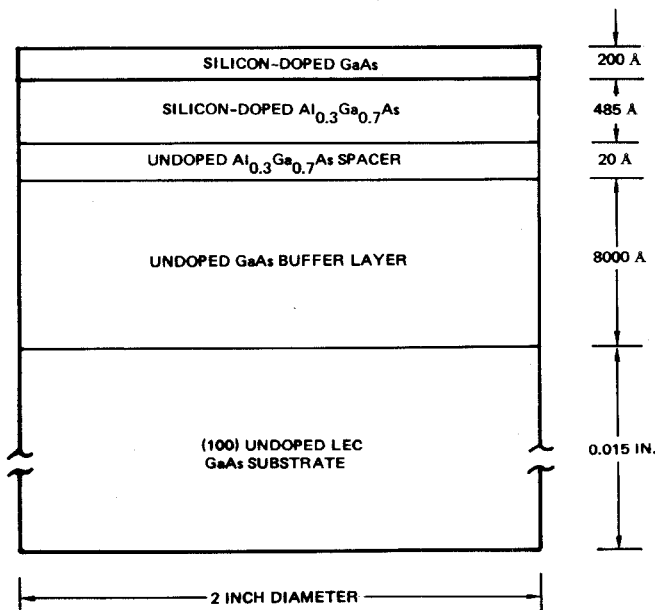 SILICON-DOPED GaAs
200 Å
SILICON-DOPED Al0.3Ga0.7As
485 Å
UNDOPED Al0.3Ga0.7As SPACER
20 Å
UNDOPED GaAs BUFFER LAYER
8000 Å
(100) UNDOPED LEC
GaAs SUBSTRATE
0.015 IN.
2 INCH DIAMETER